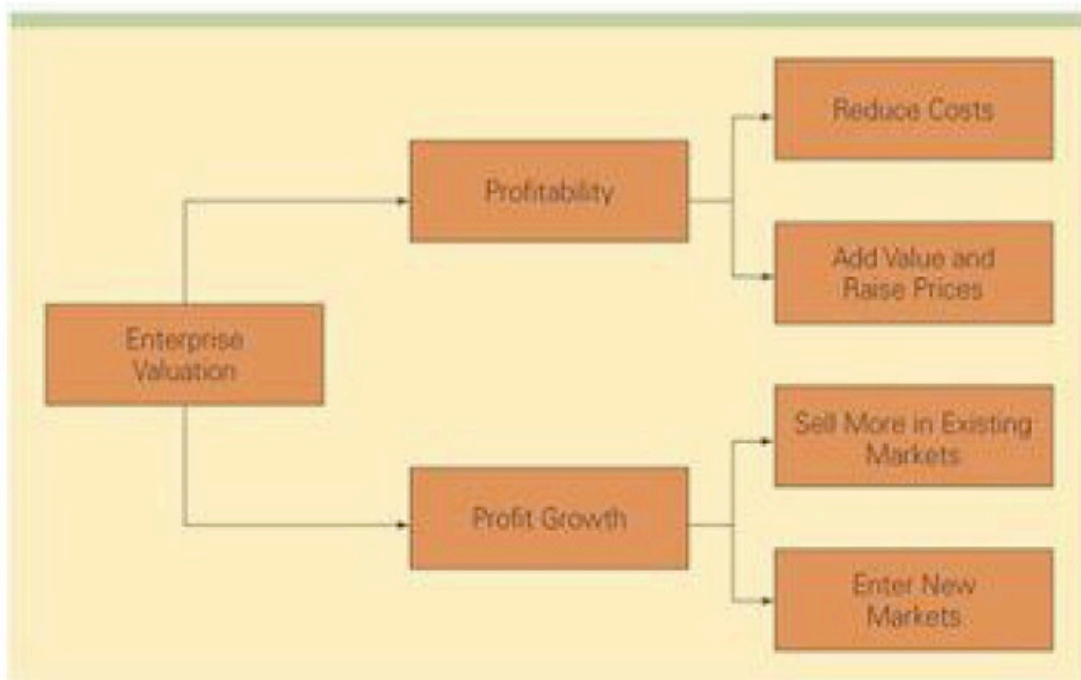 Enterprise
Valuation
Profitability
Profit Growth
Reduce Costs
Add Value and
Raise Prices
Sell More in Existing
Markets
Enter New
Markets